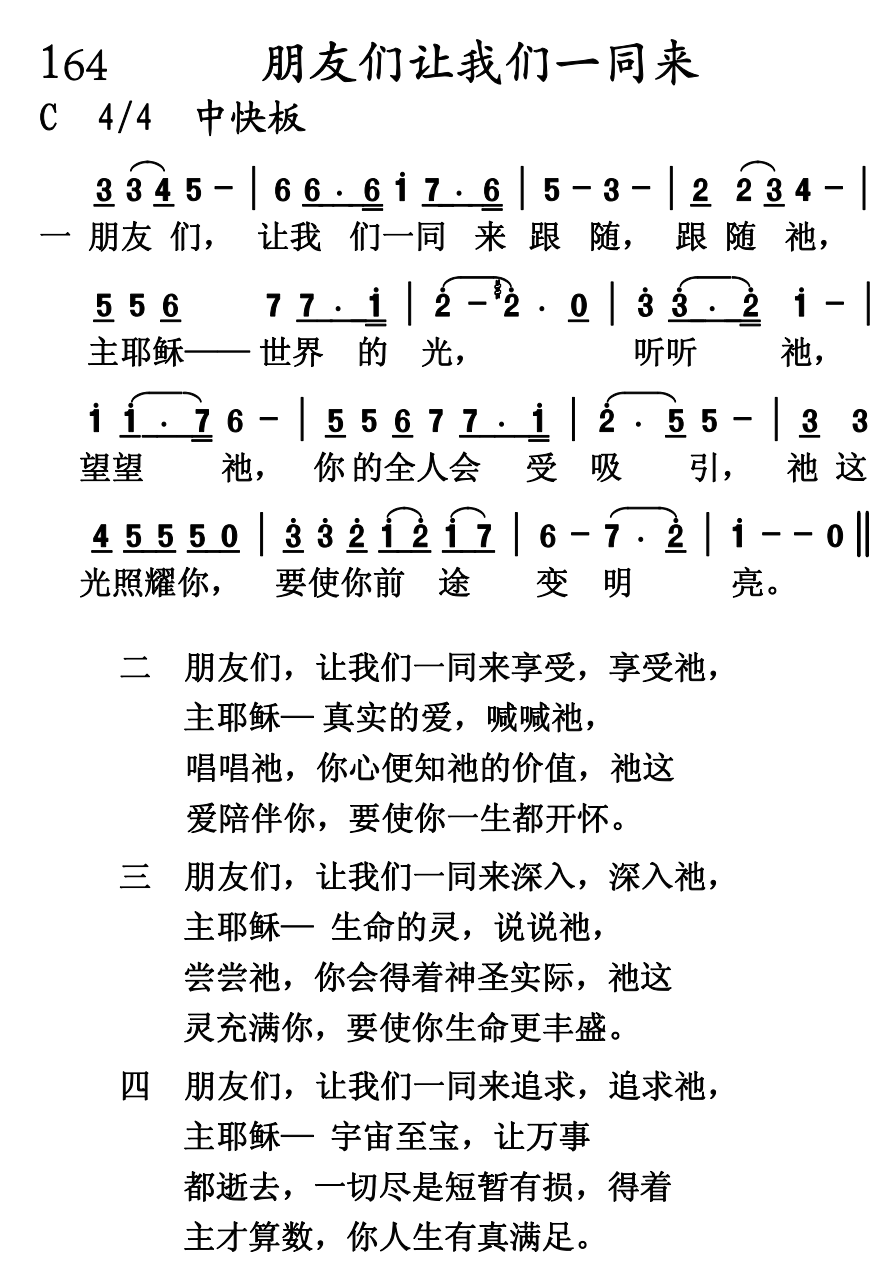 164 朋友们让我们一同来
C 4/4 中快板
3 3 4 5 - | 6 6 · 6 1̇ 7 · 6 | 5 - 3 - | 2 2 3 4 - |
一 朋友 们， 让我 们一同 来 跟 随， 跟 随 祂，
5 5 6 7 7 · 1̇ | 2̇ - 2̇ · 0 | 3̇ 3̇ · 2̇ 1̇ - |
主耶稣—— 世界 的 光， 听听 祂，
1̇ 1̇ · 7 6 - | 5 5 6 7 7 · 1̇ | 2̇ · 5 5 - | 3 3
望望 祂， 你的全人会 受 吸 引， 祂 这
4 5 5 5 0 | 3̇ 3̇ 2̇ 1̇ 2̇ 1̇ 7 | 6 - 7 · 2̇ | 1̇ - - 0 ‖
光照耀你， 要使你前 途 变 明 亮。
二 朋友们，让我们一同来享受，享受祂，
主耶稣— 真实的爱，喊喊祂，
唱唱祂，你心便知祂的价值，祂这
爱陪伴你，要使你一生都开怀。
三 朋友们，让我们一同来深入，深入祂，
主耶稣— 生命的灵，说说祂，
尝尝祂，你会得着神圣实际，祂这
灵充满你，要使你生命更丰盛。
四 朋友们，让我们一同来追求，追求祂，
主耶稣— 宇宙至宝，让万事
都逝去，一切尽是短暂有损，得着
主才算数，你人生有真满足。